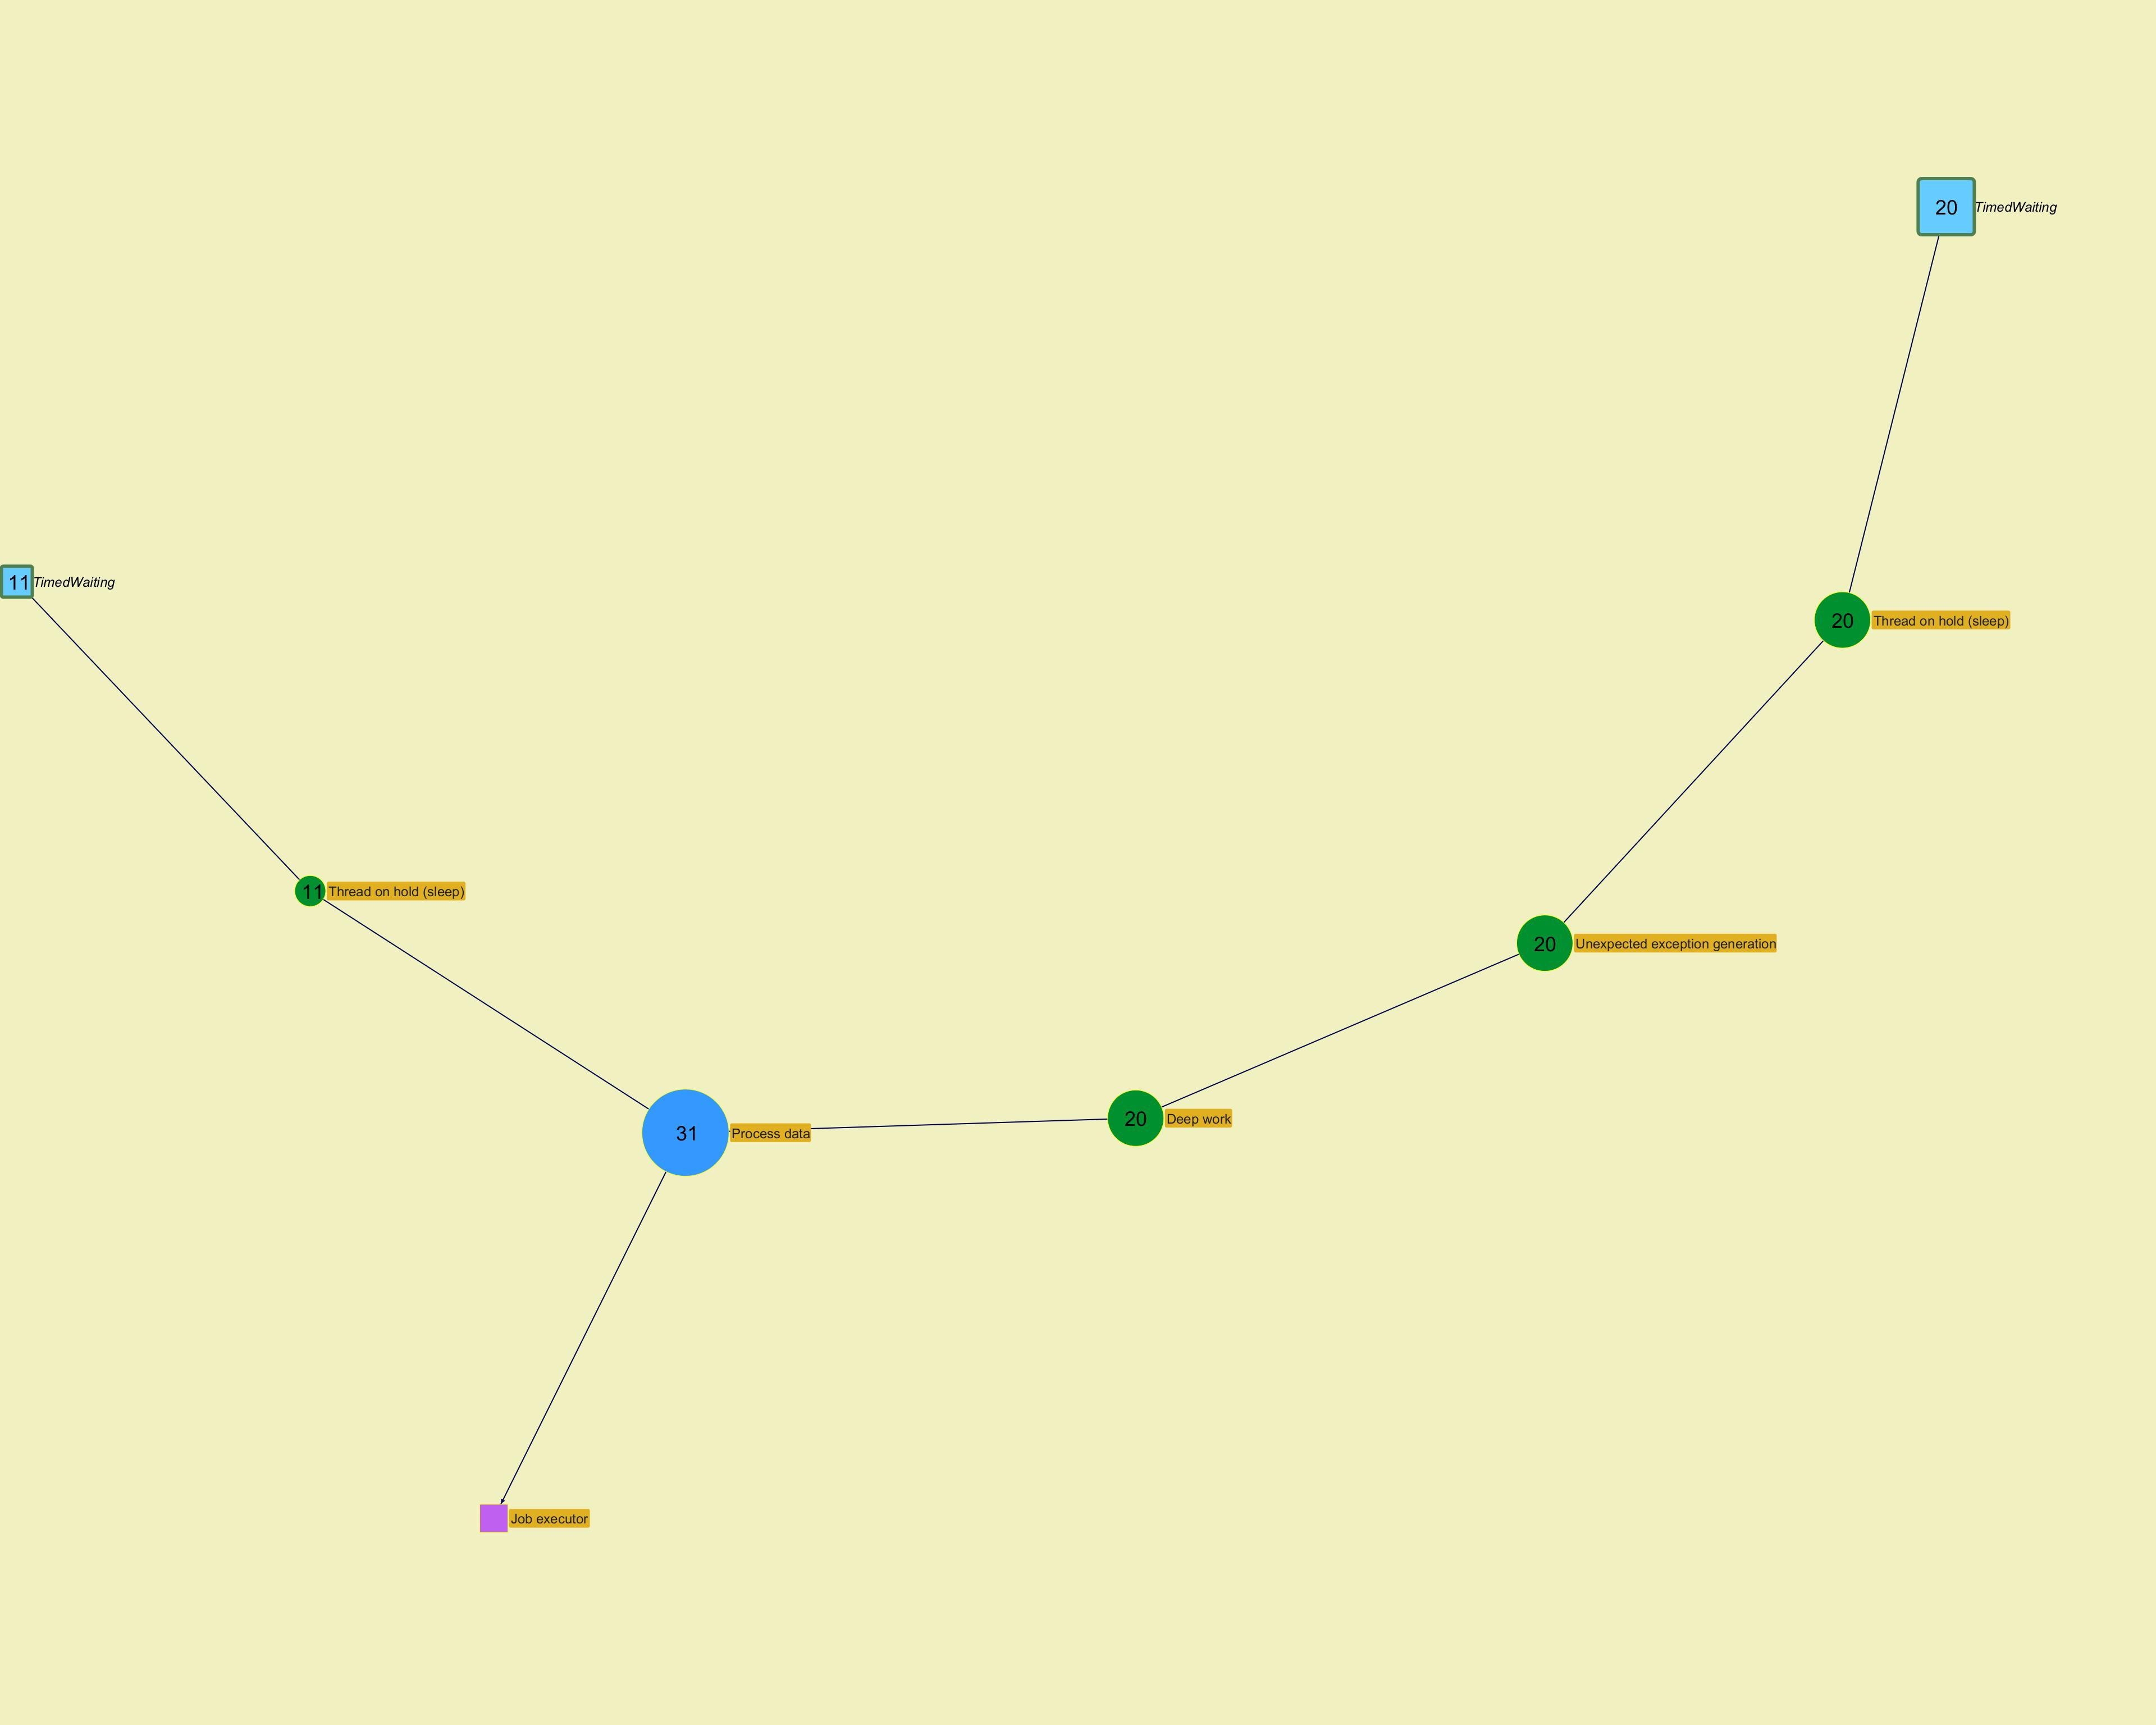 20 TimedWaiting
11 TimedWaiting
20 Thread on hold (sleep)
11 Thread on hold (sleep)
20 Unexpected exception generation
31 Process data
20 Deep work
Job executor